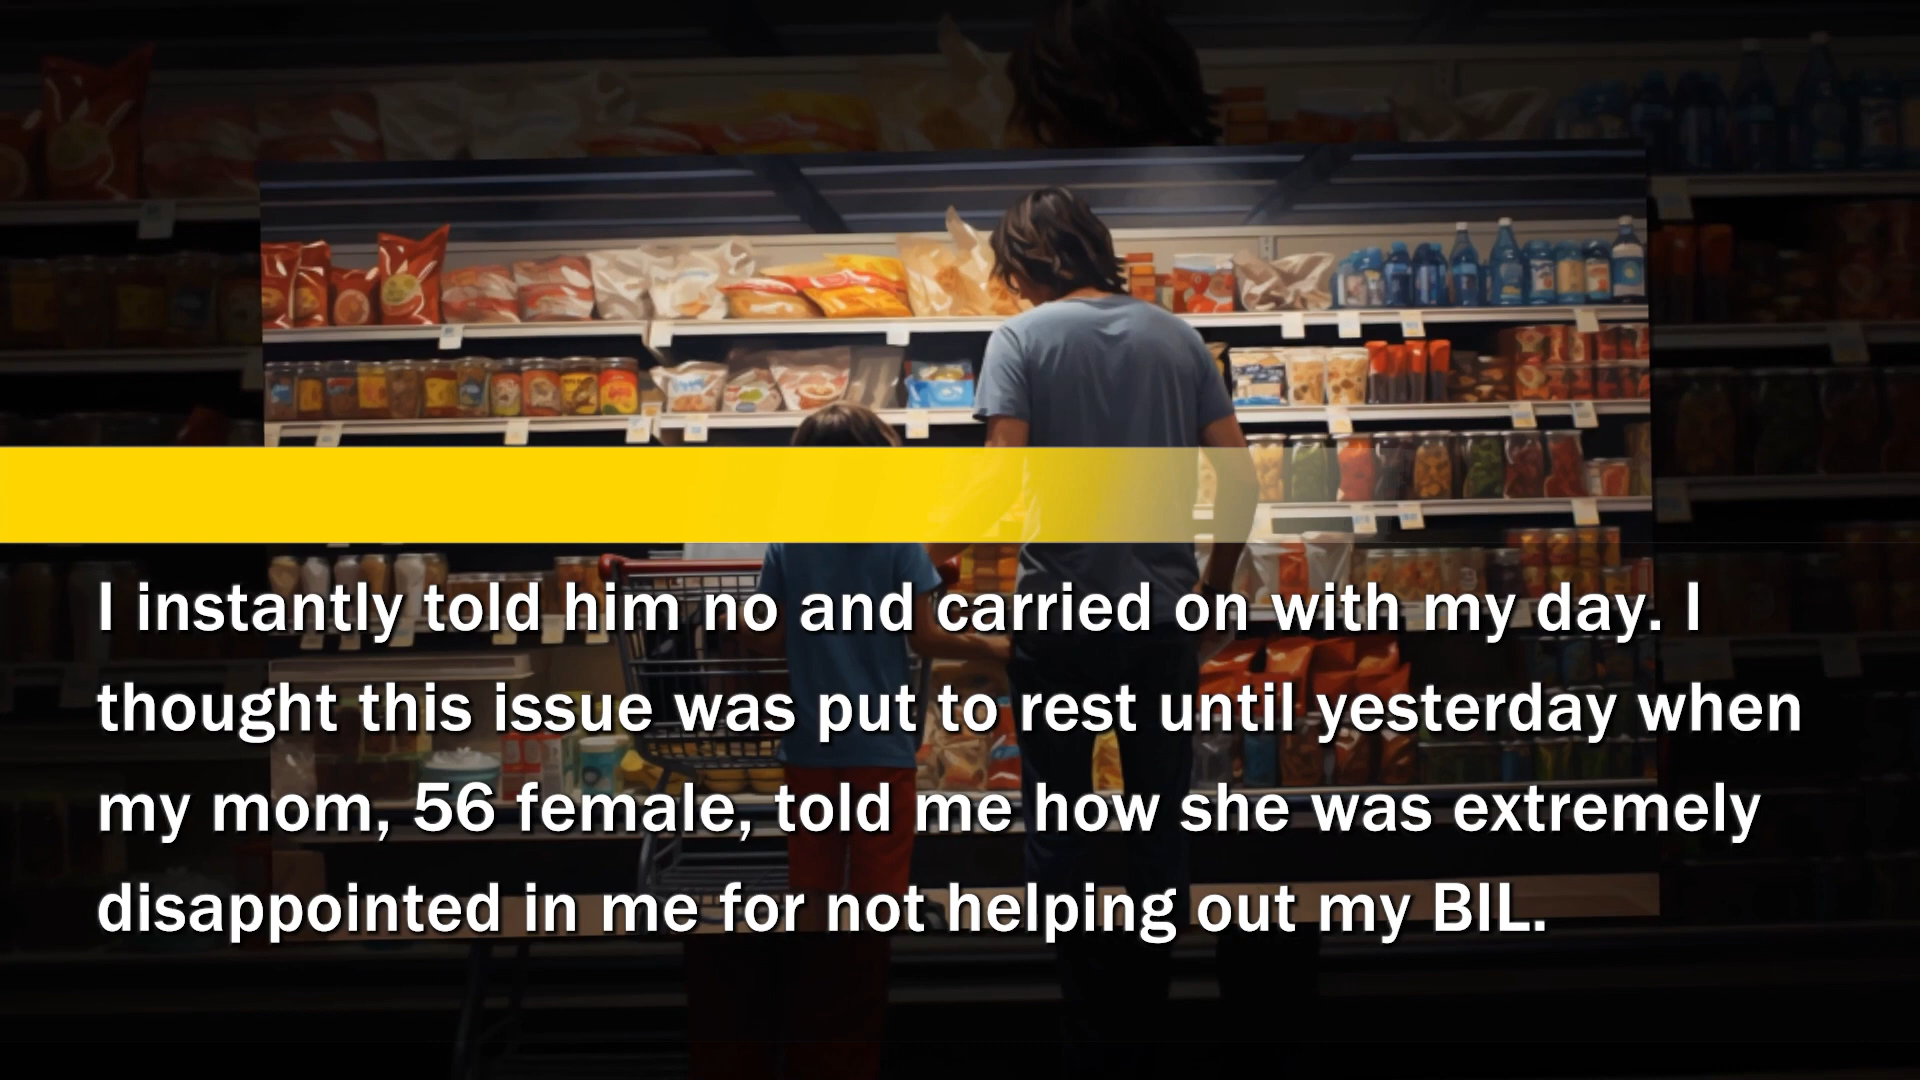 I instantly told him no and carried on with my day. I
thought this issue was put to rest until yesterday when
my mom, 56 female, told me how she was extremely
disappointed in me for not helping out my BIL.